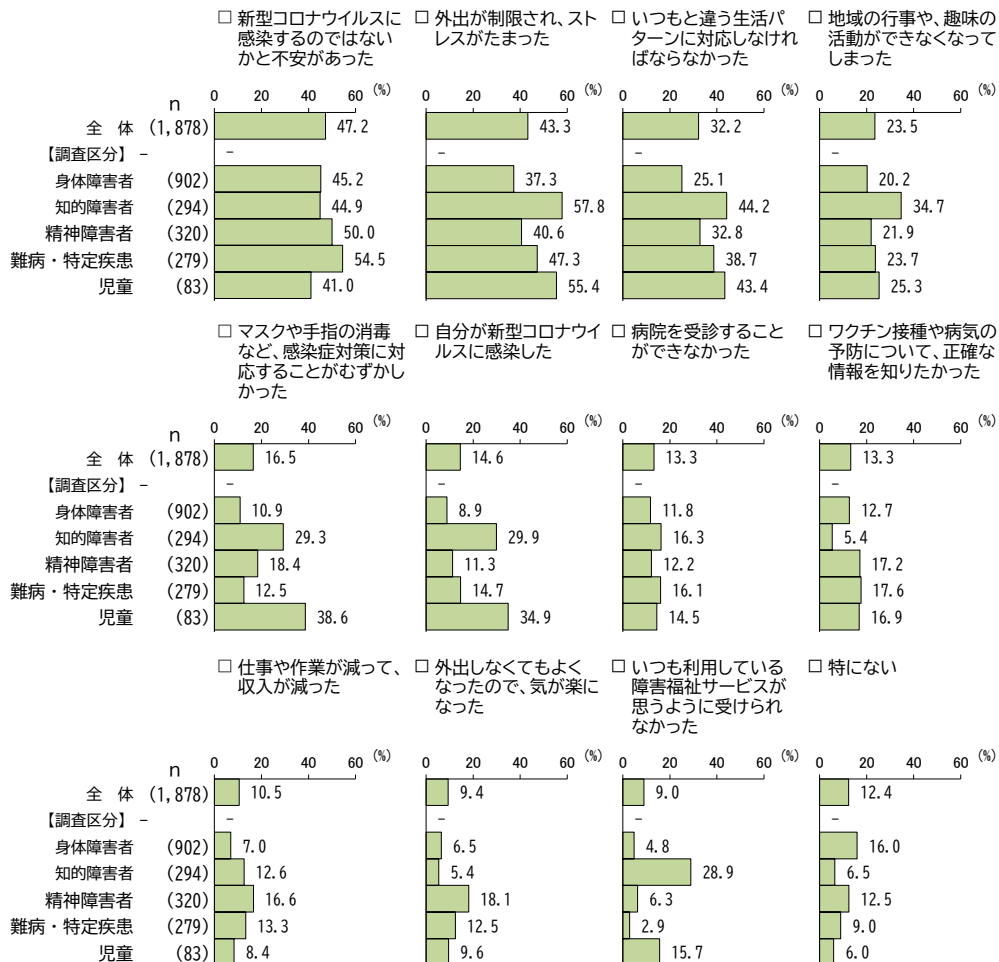 □ 新型コロナウイルスに
感染するのではない
かと不安があった
□ 外出が制限され、スト
レスがたまった
□ いつもと違う生活パ
ターンに対応しなけれ
ばならなかった
□ 地域の行事や、趣味の
活動ができなくなって
しまった
n
0 20 40 60 (%)
0 20 40 60 (%)
0 20 40 60 (%)
0 20 40 60 (%)
全 体 (1,878) 47.2 43.3 32.2 23.5
【調査区分】 - - - - -
身体障害者 (902) 45.2 37.3 25.1 20.2
知的障害者 (294) 44.9 57.8 44.2 34.7
精神障害者 (320) 50.0 40.6 32.8 21.9
難病・特定疾患 (279) 54.5 47.3 38.7 23.7
児童 (83) 41.0 55.4 43.4 25.3
□ マスクや手指の消毒
など、感染症対策に対
応することがむずかし
かった
□ 自分が新型コロナウイ
ルスに感染した
□ 病院を受診すること
ができなかった
□ ワクチン接種や病気の
予防について、正確な
情報を知りたかった
n
0 20 40 60 (%)
0 20 40 60 (%)
0 20 40 60 (%)
0 20 40 60 (%)
全 体 (1,878) 16.5 14.6 13.3 13.3
【調査区分】 - - - - -
身体障害者 (902) 10.9 8.9 11.8 12.7
知的障害者 (294) 29.3 29.9 16.3 5.4
精神障害者 (320) 18.4 11.3 12.2 17.2
難病・特定疾患 (279) 12.5 14.7 16.1 17.6
児童 (83) 38.6 34.9 14.5 16.9
□ 仕事や作業が減って、
収入が減った
□ 外出しなくてもよく
なったので、気が楽に
なった
□ いつも利用している
障害福祉サービスが
思うように受けられ
なかった
□ 特にない
n
0 20 40 60 (%)
0 20 40 60 (%)
0 20 40 60 (%)
0 20 40 60 (%)
全 体 (1,878) 10.5 9.4 9.0 12.4
【調査区分】 - - - - -
身体障害者 (902) 7.0 6.5 4.8 16.0
知的障害者 (294) 12.6 5.4 28.9 6.5
精神障害者 (320) 16.6 18.1 6.3 12.5
難病・特定疾患 (279) 13.3 12.5 2.9 9.0
児童 (83) 8.4 9.6 15.7 6.0